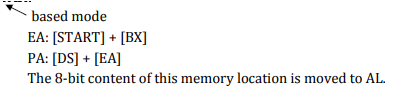 based mode
EA: [START] + [BX]
PA: [DS] + [EA]
The 8-bit content of this memory location is moved to AL.